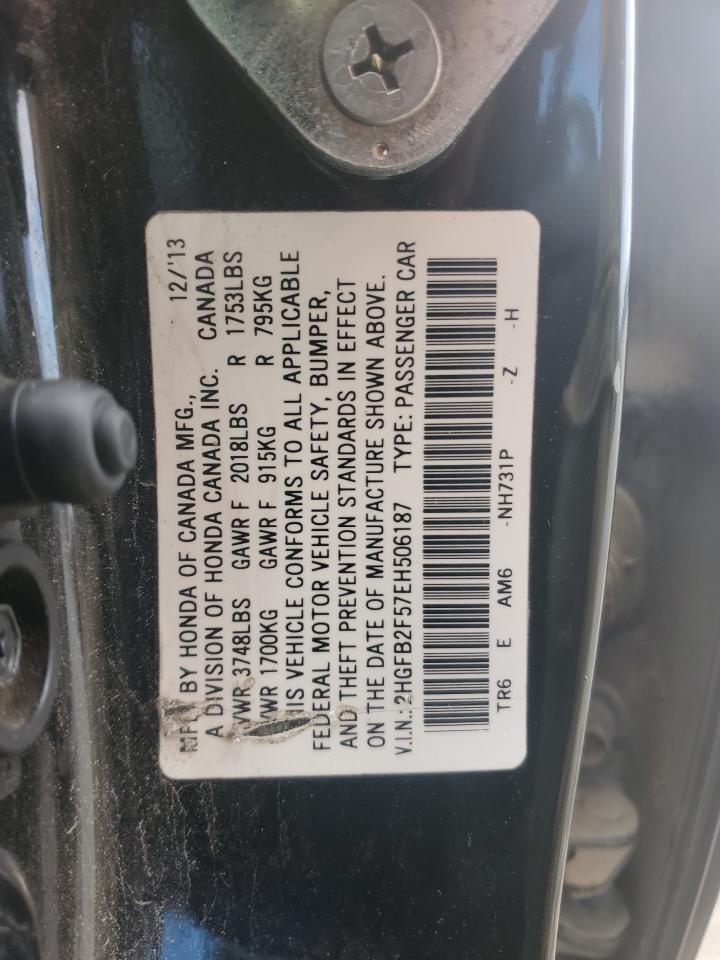 MFD. BY HONDA OF CANADA MFG., 12/'13
A DIVISION OF HONDA CANADA INC. CANADA
VWR 3748LBS GAWR F 2018LBS R 1753LBS
WR 1700KG GAWR F 915KG R 795KG
IS VEHICLE CONFORMS TO ALL APPLICABLE
FEDERAL MOTOR VEHICLE SAFETY, BUMPER,
AND THEFT PREVENTION STANDARDS IN EFFECT
ON THE DATE OF MANUFACTURE SHOWN ABOVE.
V.I.N.: 2HGFB2F57EH506187 TYPE: PASSENGER CAR
TR6 E AM6 -NH731P -Z -H